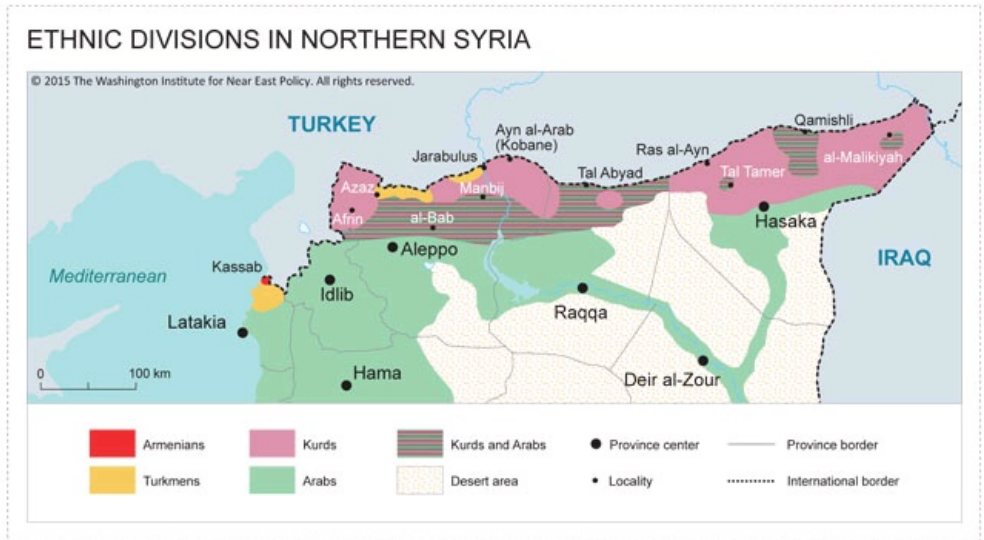 ETHNIC DIVISIONS IN NORTHERN SYRIA
© 2015 The Washington Institute for Near East Policy. All rights reserved.
TURKEY
Ayn al-Arab
(Kobane)
Qamishli
Jarabulus
Ras al-Ayn
al-Malikiyah
Tal Abyad
Tal Tamer
Azaz
Manbij
Afrin
al-Bab
Hasaka
Aleppo
IRAQ
Kassab
Mediterranean
Idlib
Raqqa
Latakia
0 100 km
Hama
Deir al-Zour
Armenians
Kurds
Kurds and Arabs
Province center
Province border
Turkmens
Arabs
Desert area
Locality
International border